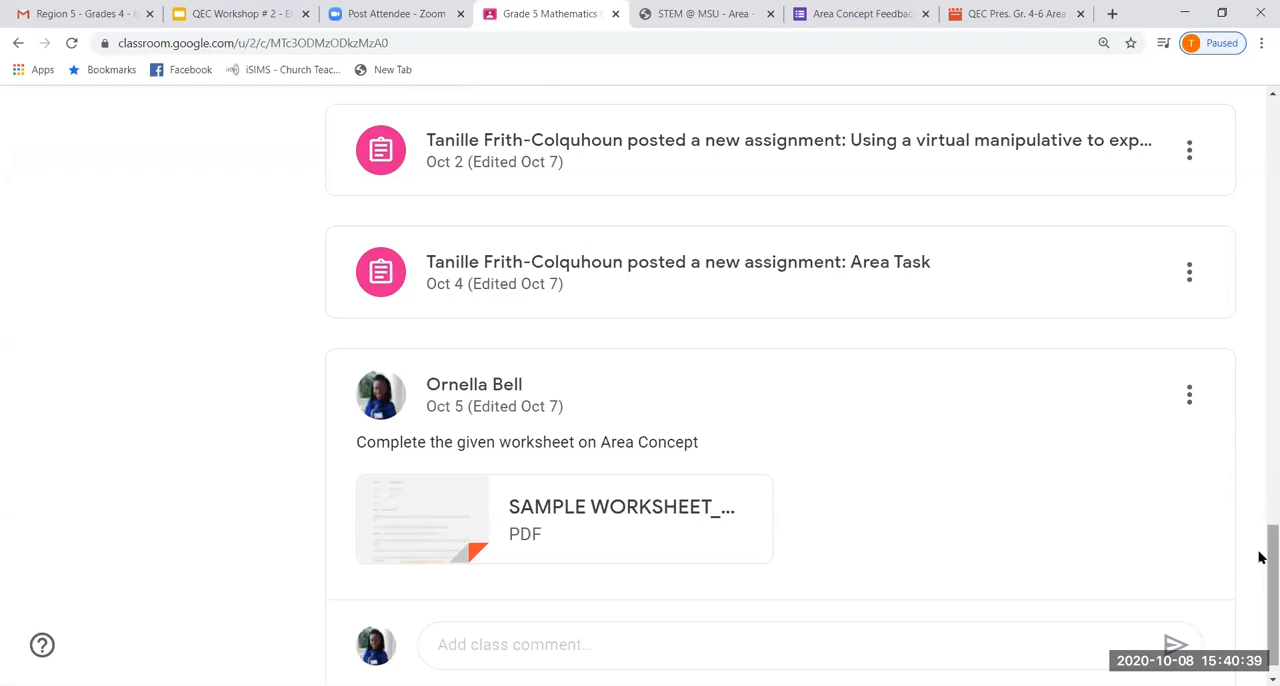 Region 5 - Grades 4 - 6
QEC Workshop # 2 - Ef
Post Attendee - Zoom
Grade 5 Mathematics
STEM @ MSU - Area -
Area Concept Feedbac
QEC Pres. Gr. 4-6 Area
classroom.google.com/u/2/c/MTc3ODMzODkzMzA0
T Paused
Apps
Bookmarks
Facebook
iSIMS - Church Teac...
New Tab
Tanille Frith-Colquhoun posted a new assignment: Using a virtual manipulative to exp...
Oct 2 (Edited Oct 7)
Tanille Frith-Colquhoun posted a new assignment: Area Task
Oct 4 (Edited Oct 7)
Ornella Bell
Oct 5 (Edited Oct 7)
Complete the given worksheet on Area Concept
SAMPLE WORKSHEET_...
PDF
Add class comment...
2020-10-08 15:40:39